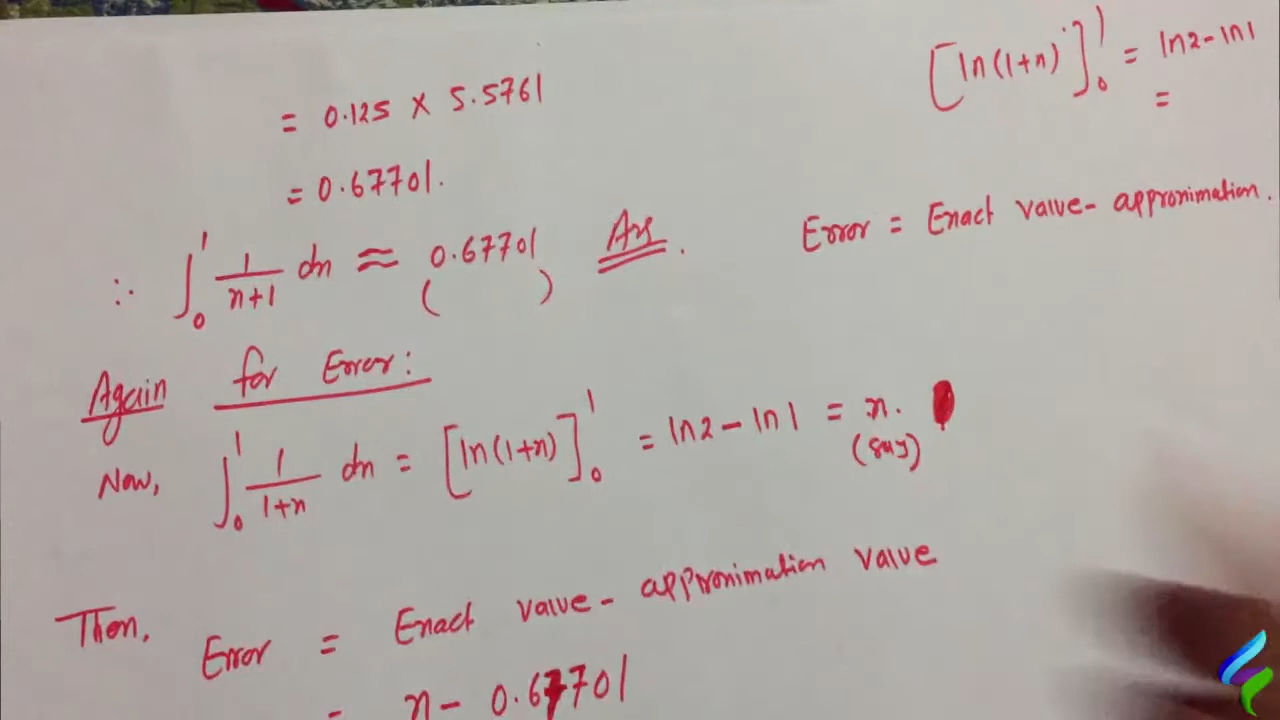 = 0.125 × 5.5761
= 0.67701.
∴ ∫₀¹ 1/(x+1) dx ≈ 0.67701 Ans.
( )
[ln(1+x)]₀¹ = ln2 - ln1
=
Error = Exact value - approximation.
Again for Error:
Now, ∫₀¹ 1/(1+x) dx = [ln(1+x)]₀¹ = ln2 - ln1 = x.
(say)
Then, Error = Exact value - approximation value
= x - 0.67701